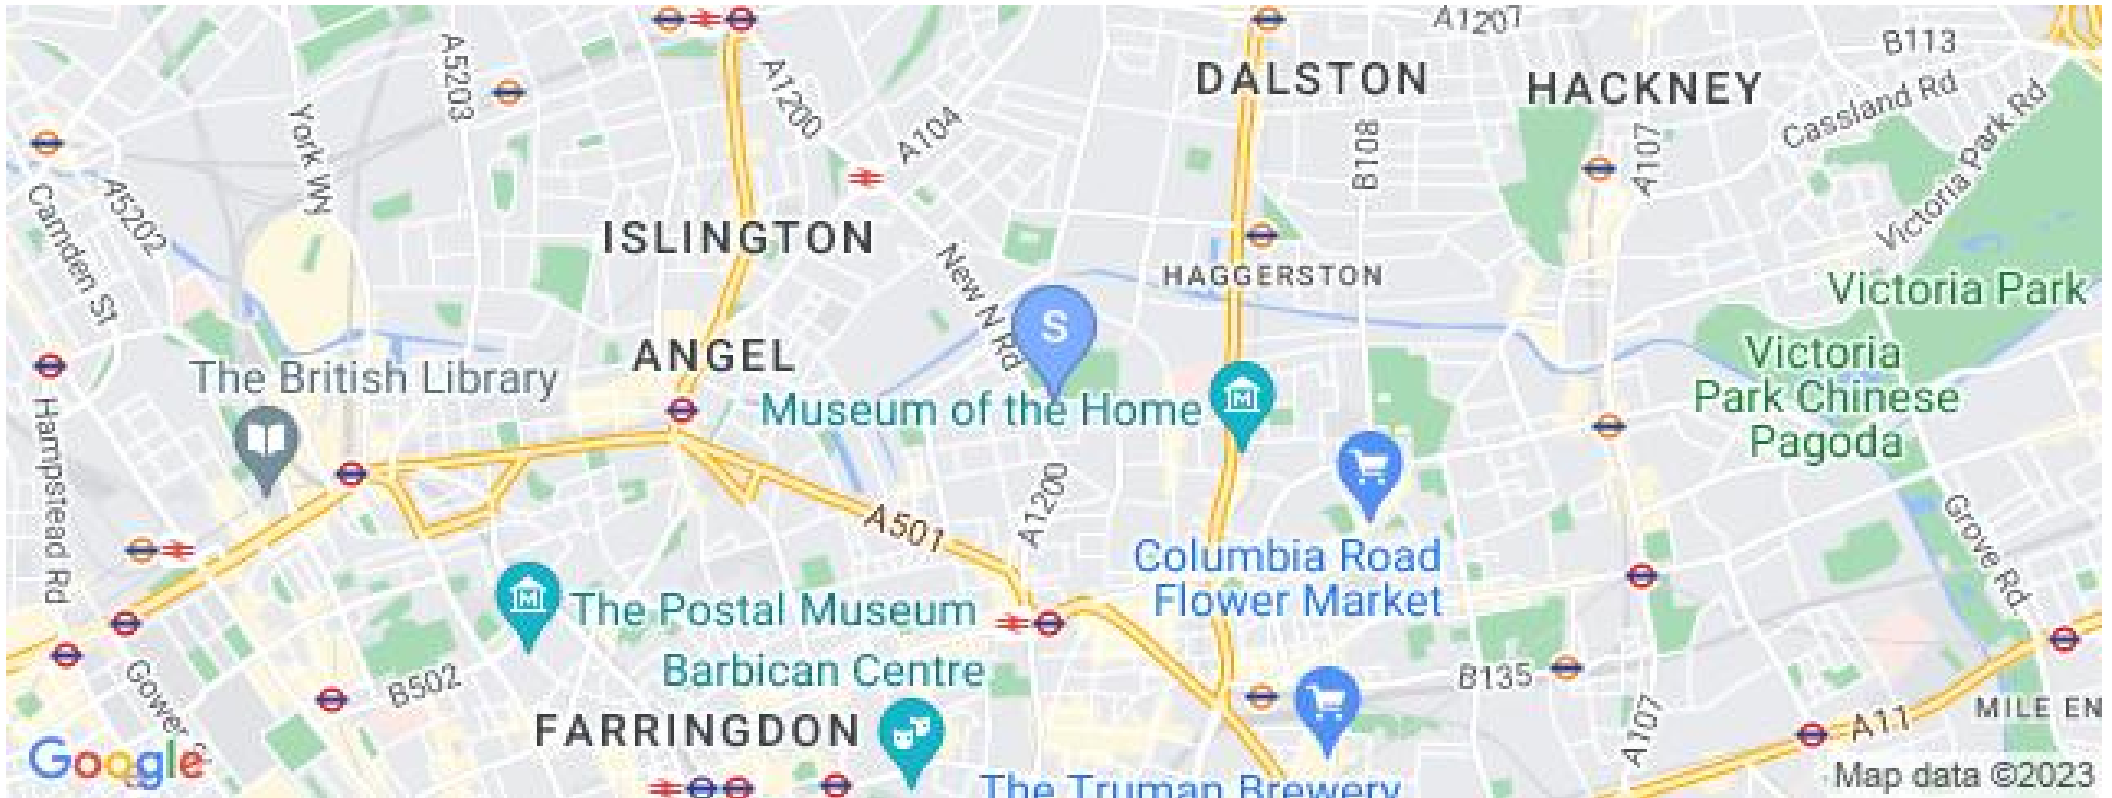 A1207
B113
A5203
DALSTON
HACKNEY
A1200
Cassland Rd
York Wy
A104
B108
A107
Victoria Park Rd
Camden St
A5202
ISLINGTON
New N Rd
HAGGERSTON
Victoria Park
S
ANGEL
The British Library
Victoria
Park Chinese
Pagoda
Museum of the Home
Hampstead Rd
A1200
A501
Grove Rd
Columbia Road
Flower Market
The Postal Museum
Barbican Centre
B502
B135
Gower
FARRINGDON
A107
A11
MILE EN
Google
The Truman Brewery
Map data ©2023